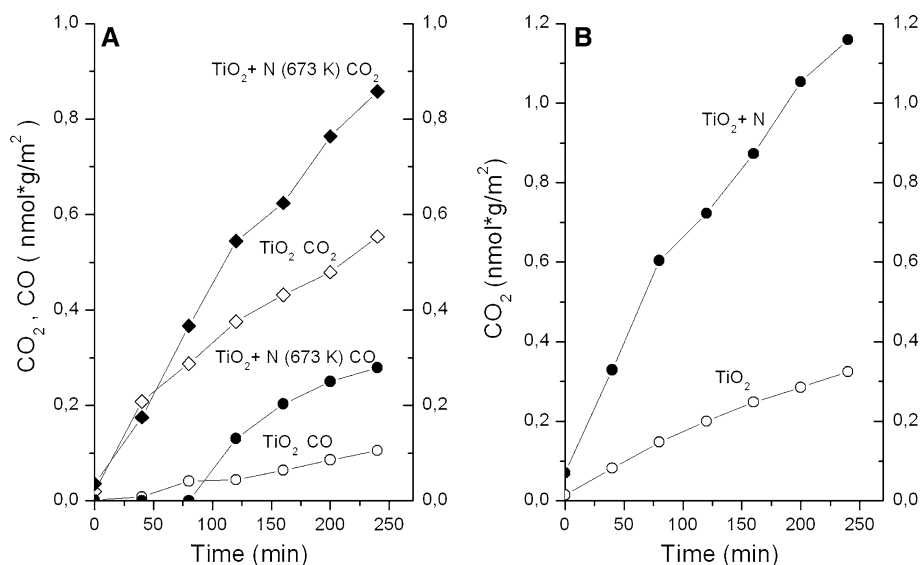 A
1,0
0,8
0,6
0,4
0,2
0,0
CO₂ , CO ( nmol*g/m²)
TiO₂+ N (673 K) CO₂
TiO₂ CO₂
TiO₂+ N (673 K) CO
TiO₂ CO
1,0
0,8
0,6
0,4
0,2
0,0
0 50 100 150 200 250
Time (min)
B
1,2
1,0
0,8
0,6
0,4
0,2
0,0
CO₂ (nmol*g/m²)
TiO₂+ N
TiO₂
1,2
1,0
0,8
0,6
0,4
0,2
0,0
0 50 100 150 200 250
Time (min)